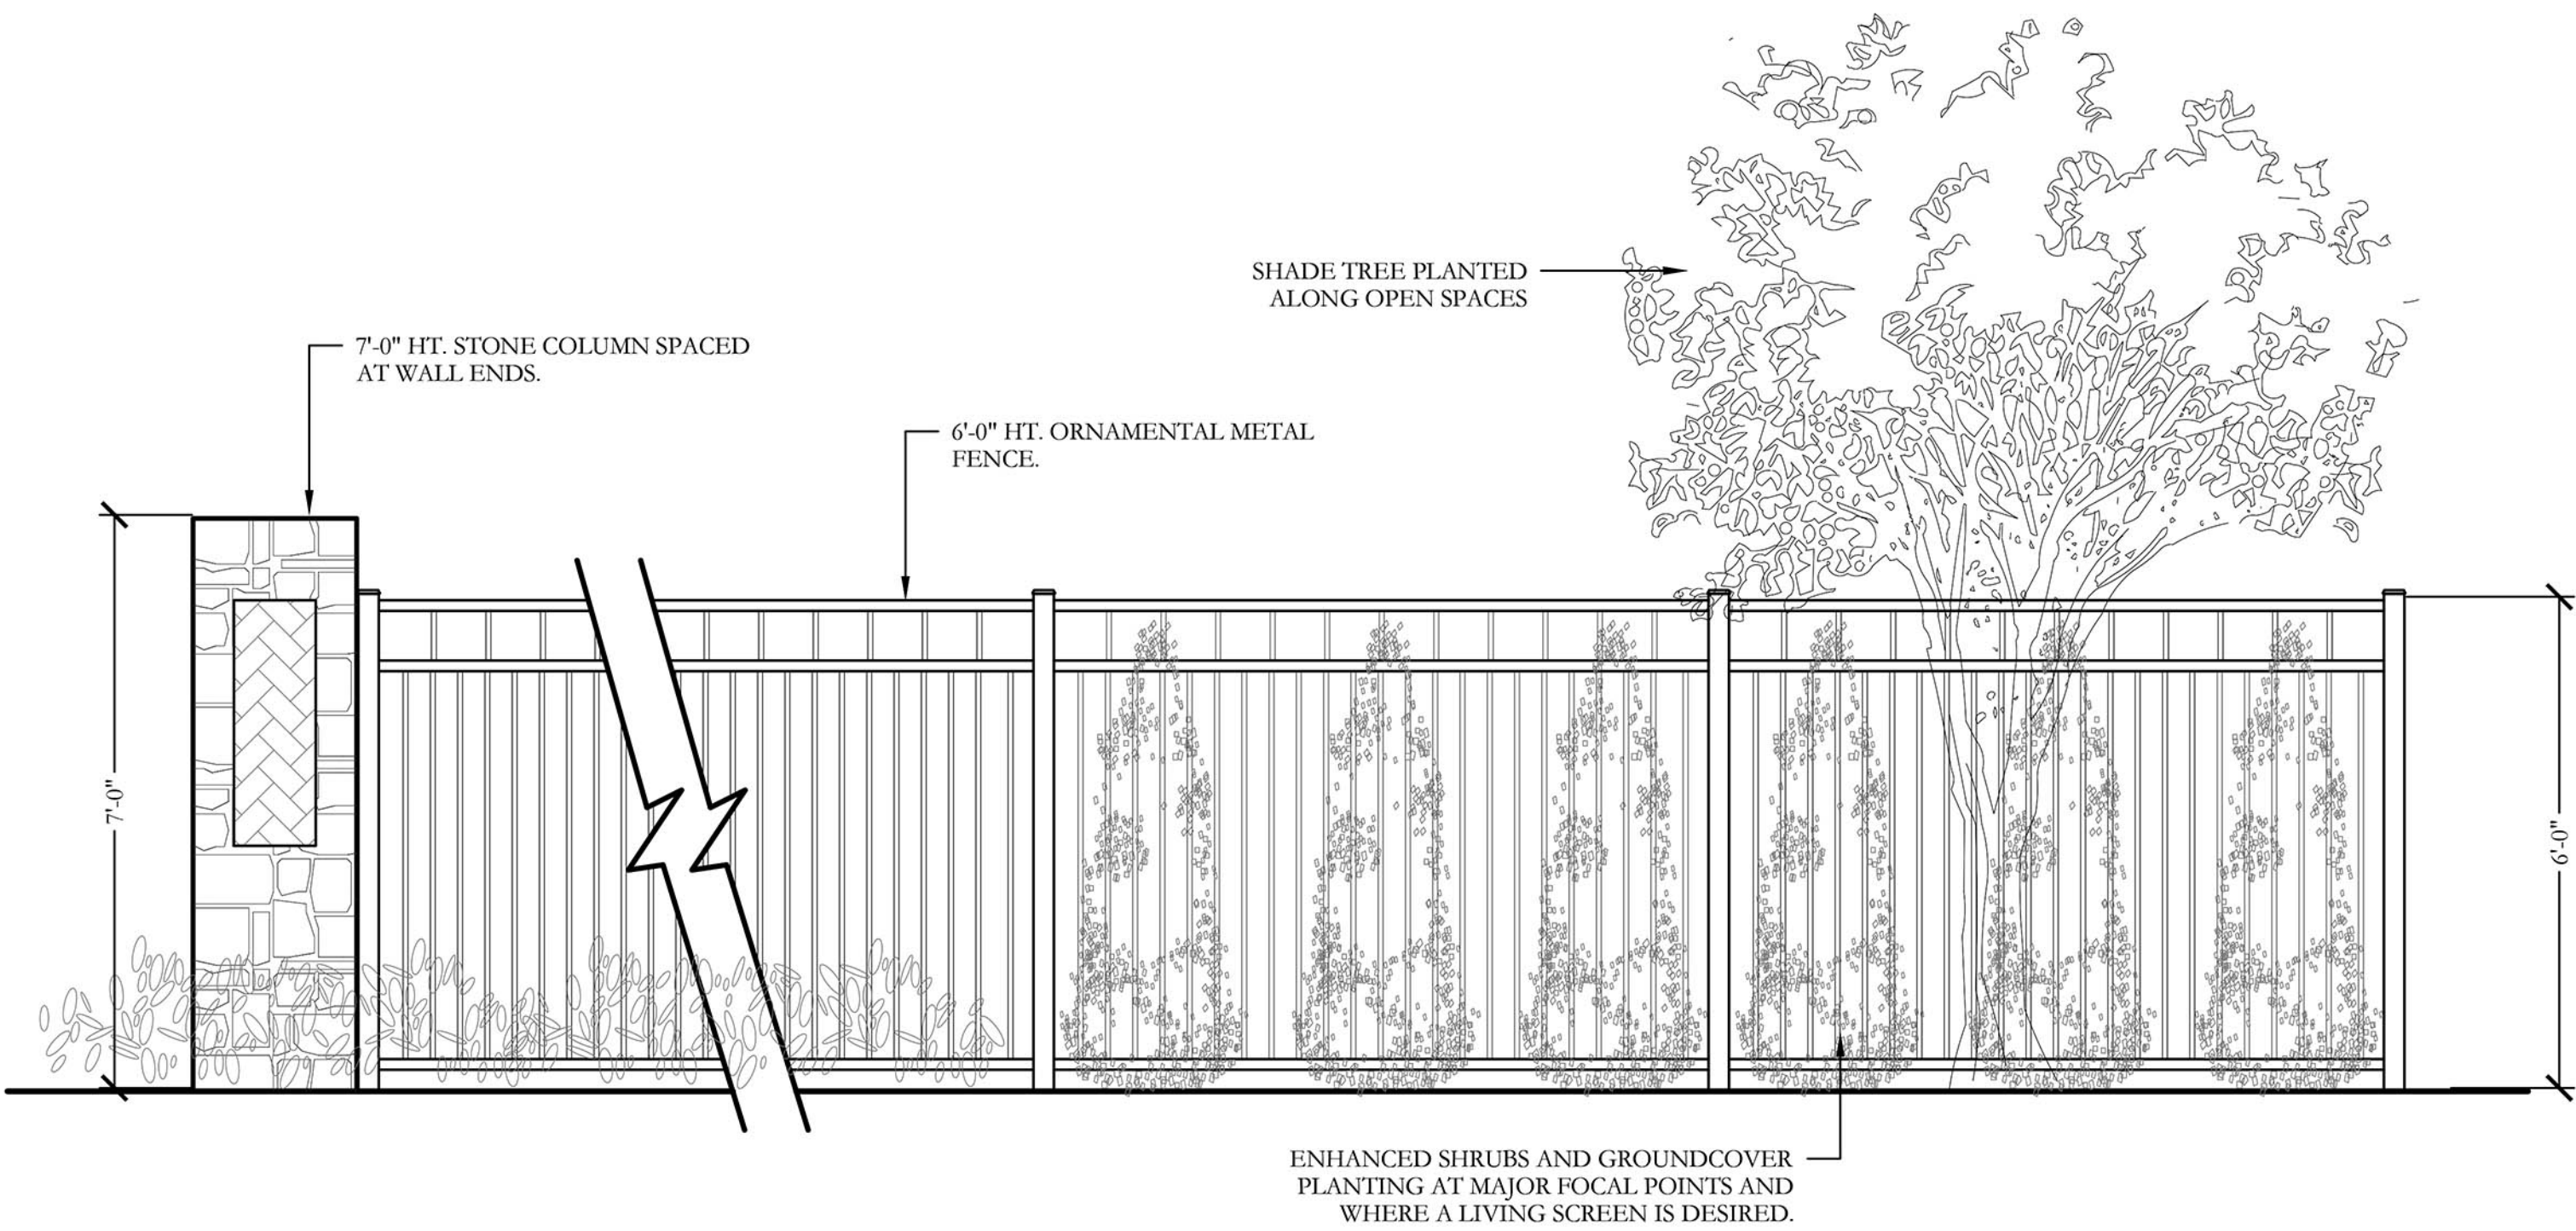 SHADE TREE PLANTED
ALONG OPEN SPACES
7'-0" HT. STONE COLUMN SPACED
AT WALL ENDS.
6'-0" HT. ORNAMENTAL METAL
FENCE.
7'-0"
6'-0"
ENHANCED SHRUBS AND GROUNDCOVER
PLANTING AT MAJOR FOCAL POINTS AND
WHERE A LIVING SCREEN IS DESIRED.